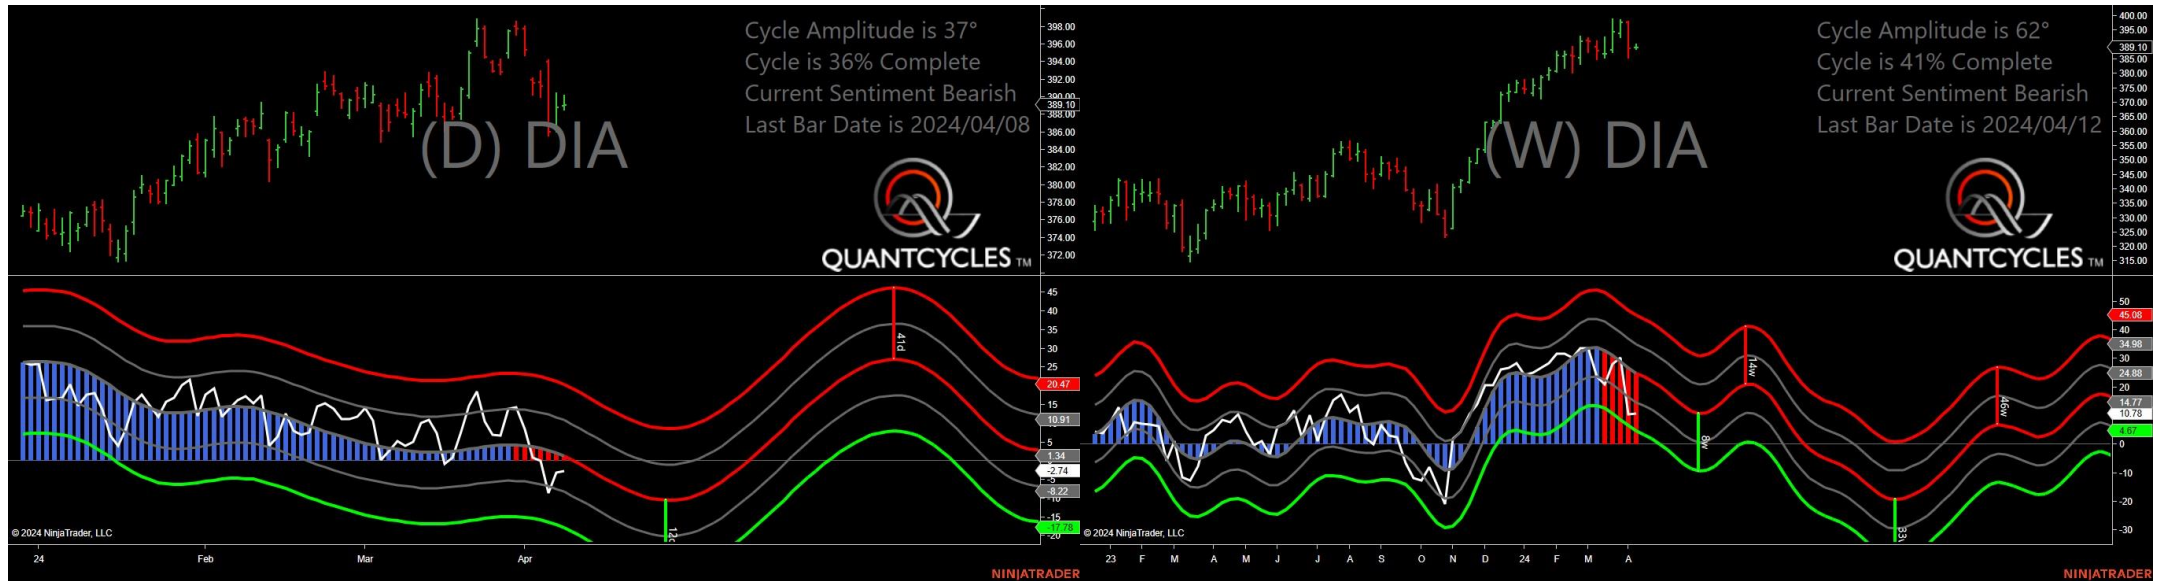 Cycle Amplitude is 37°
Cycle is 36% Complete
Current Sentiment Bearish
Last Bar Date is 2024/04/08
(D) DIA
QUANTCYCLES TM
398.00
396.00
394.00
392.00
390.00
389.10
388.00
386.00
384.00
382.00
380.00
378.00
376.00
374.00
372.00
45
40
35
30
25
20.47
15
10.91
5
1.34
-2.74
-5
-8.22
-10
-15
-17.78
-20
41d
© 2024 NinjaTrader, LLC
24 Feb Mar Apr
NINJATRADER
Cycle Amplitude is 62°
Cycle is 41% Complete
Current Sentiment Bearish
Last Bar Date is 2024/04/12
(W) DIA
QUANTCYCLES TM
400.00
395.00
389.10
385.00
380.00
375.00
370.00
365.00
360.00
355.00
350.00
345.00
340.00
335.00
330.00
325.00
320.00
315.00
50
45.08
40
34.98
30
24.88
20
14.77
10.78
4.67
0
-10
-20
-30
14w
8w
46w
© 2024 NinjaTrader, LLC
23 F M A M J J A S O N D 24 F M A
NINJATRADER